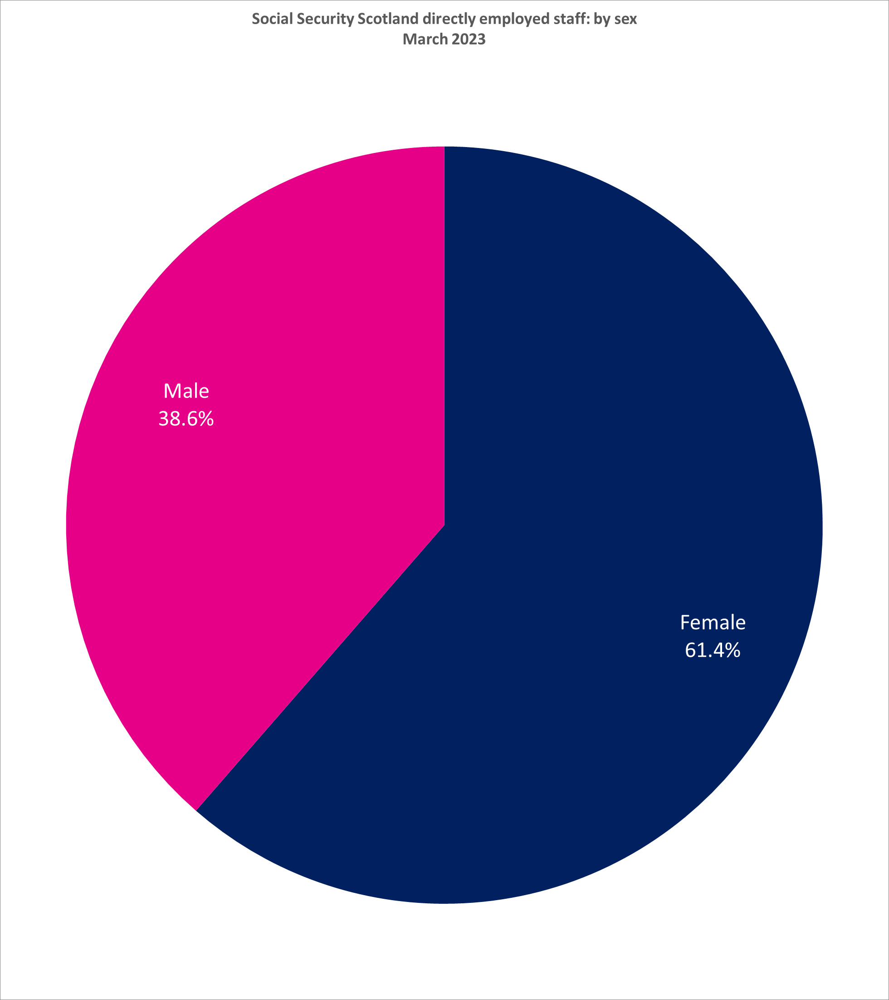 Social Security Scotland directly employed staff: by sex
March 2023
Male
38.6%
Female
61.4%